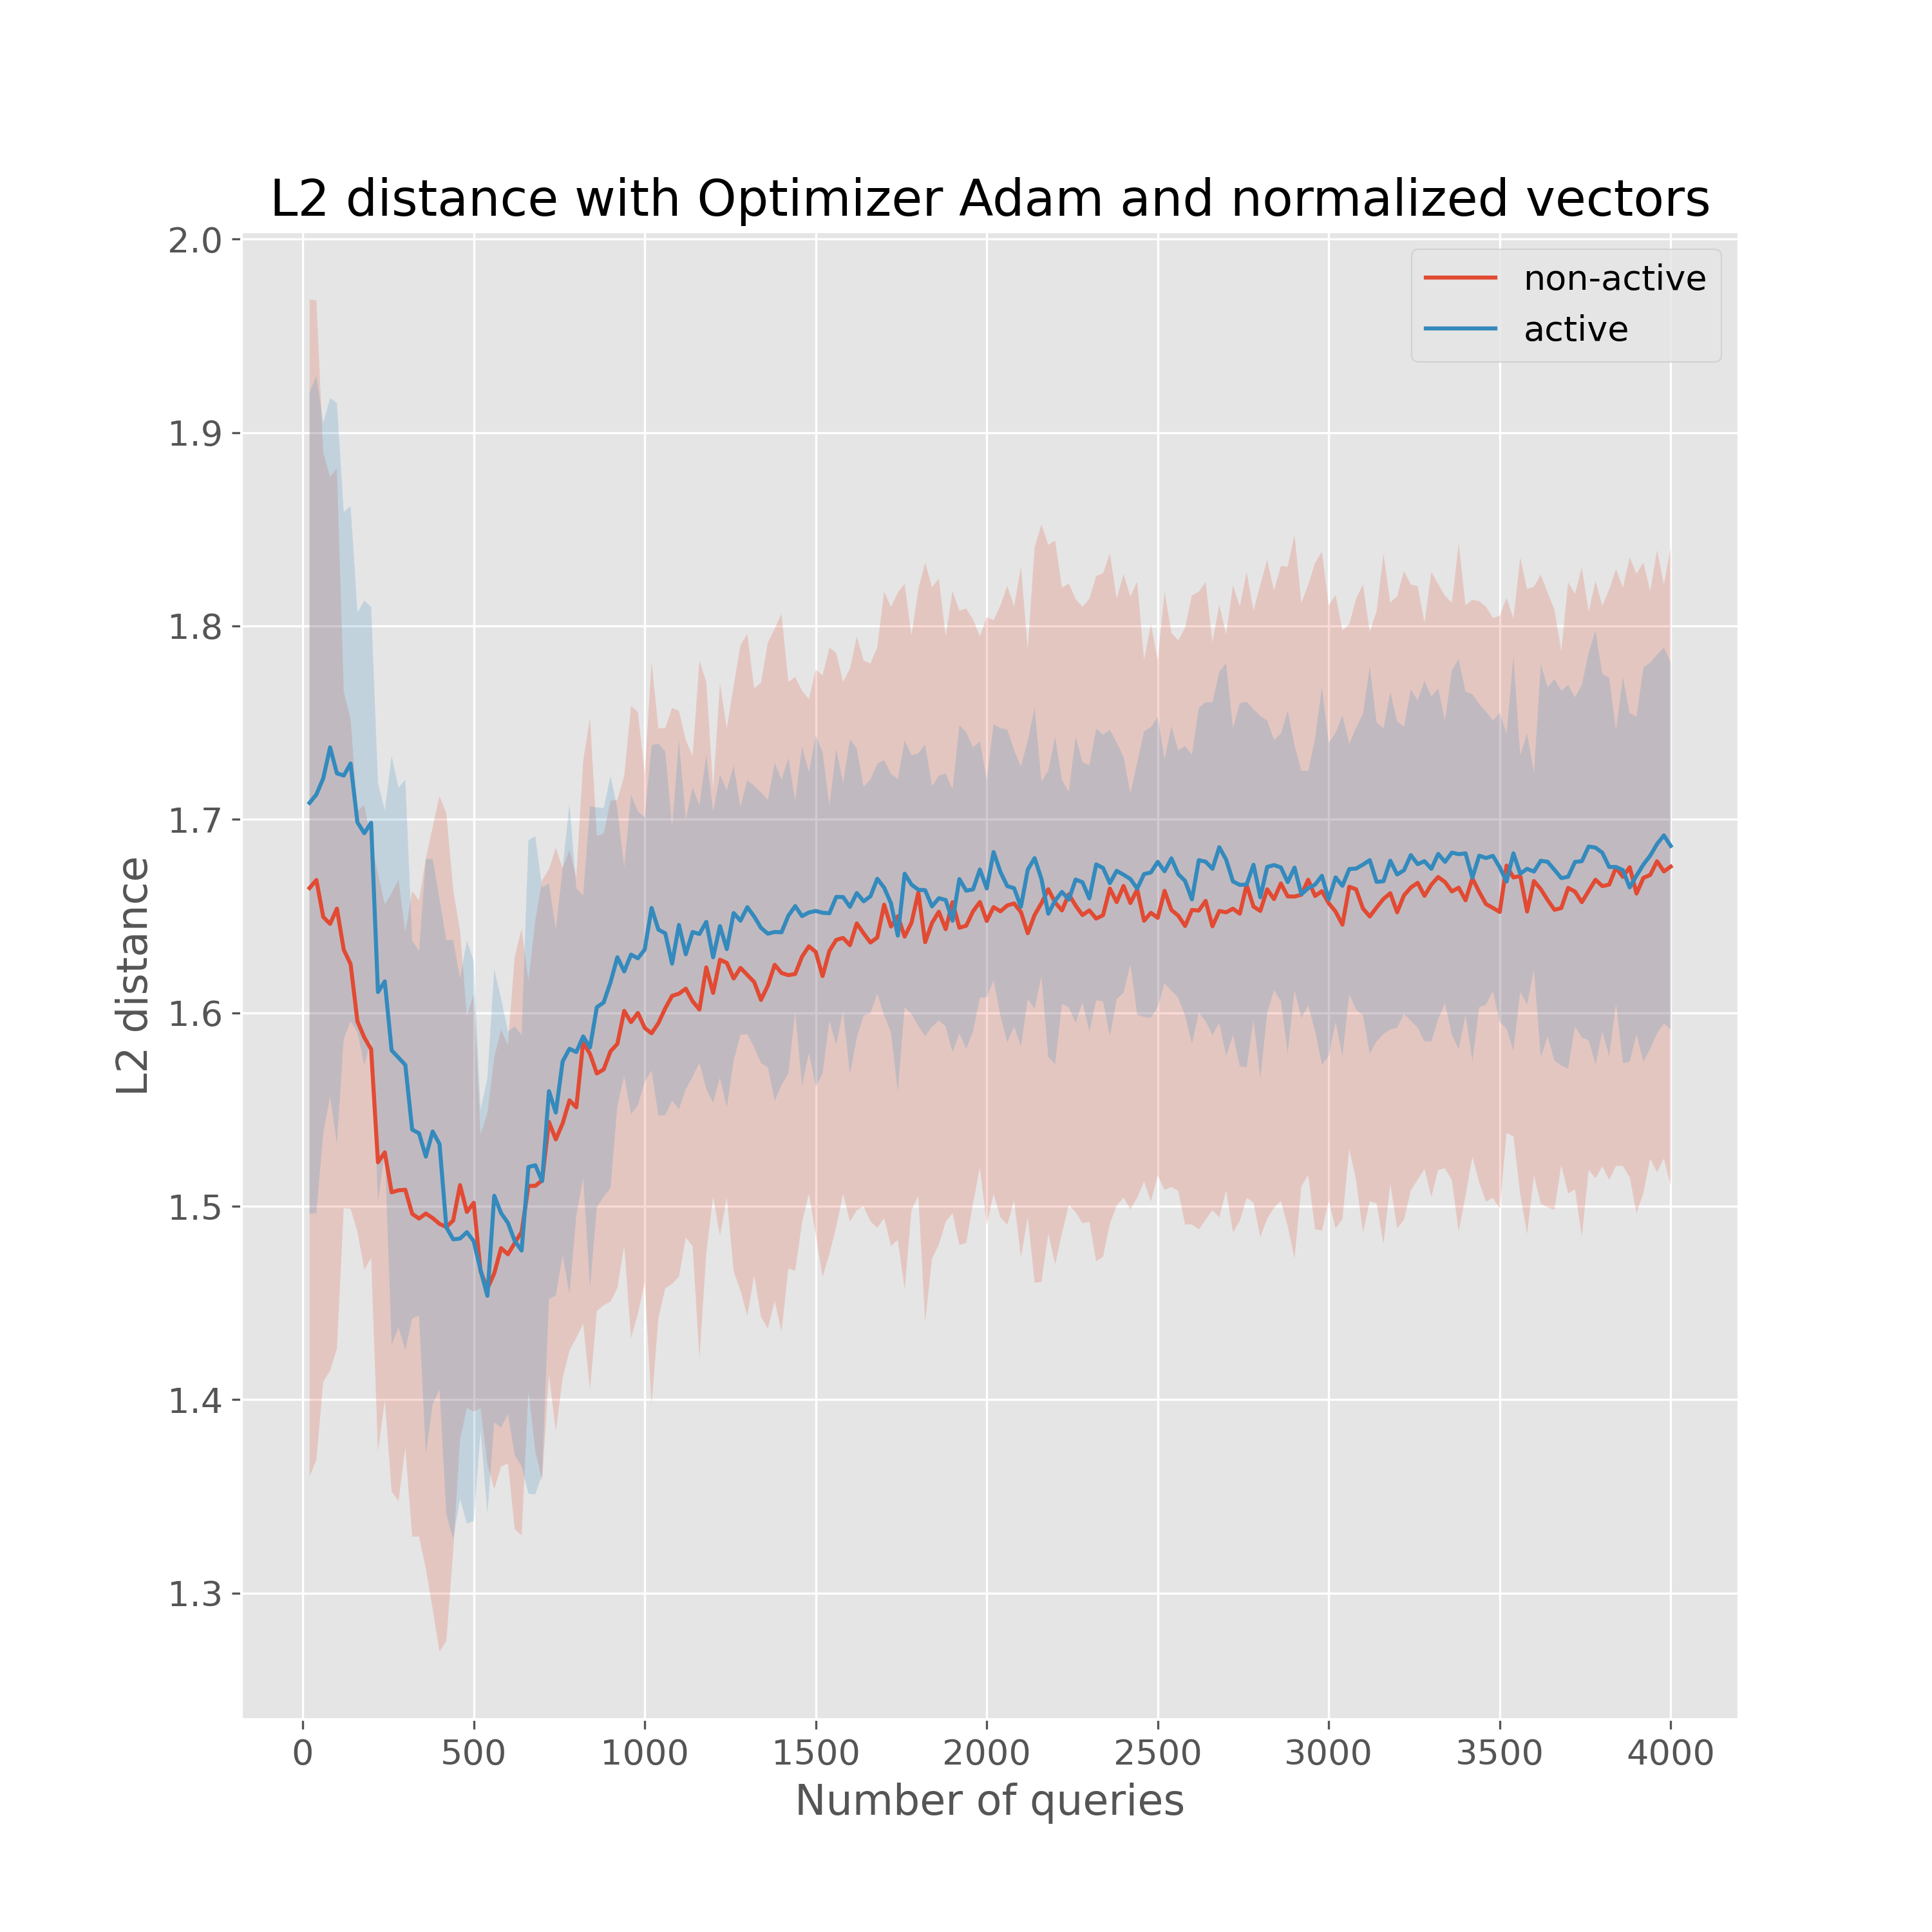 L2 distance with Optimizer Adam and normalized vectors
non-active
active
2.0
1.9
1.8
1.7
1.6
1.5
1.4
1.3
L2 distance
0 500 1000 1500 2000 2500 3000 3500 4000
Number of queries